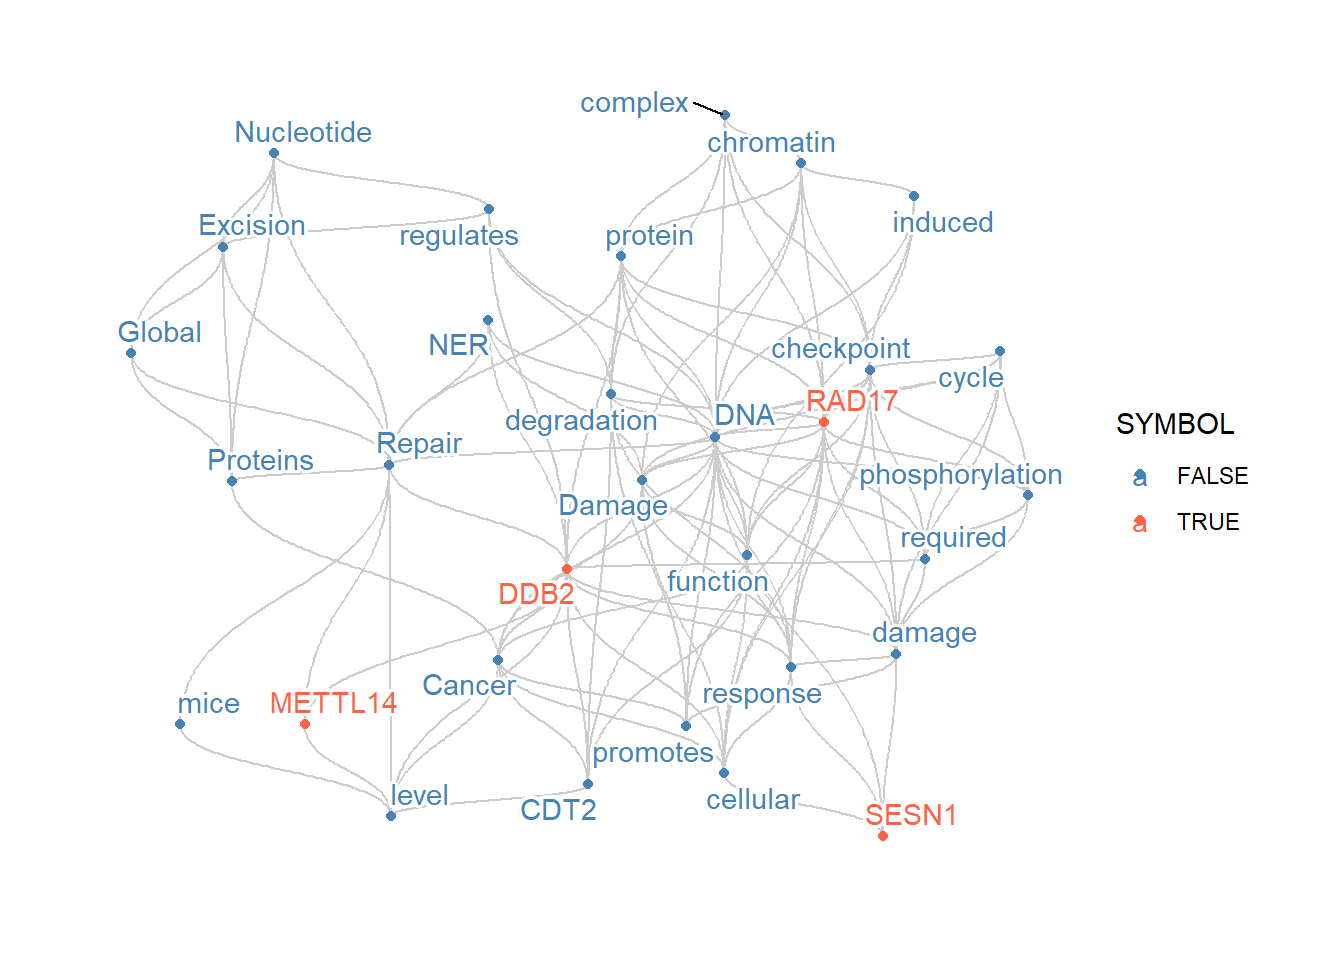 complex
Nucleotide
chromatin
Excision
regulates
protein
induced
Global
NER
checkpoint
cycle
degradation
DNA
RAD17
SYMBOL
Repair
Proteins
phosphorylation
a FALSE
Damage
a TRUE
required
DDB2
function
damage
Cancer
response
mice
METTL14
promotes
level
CDT2
cellular
SESN1